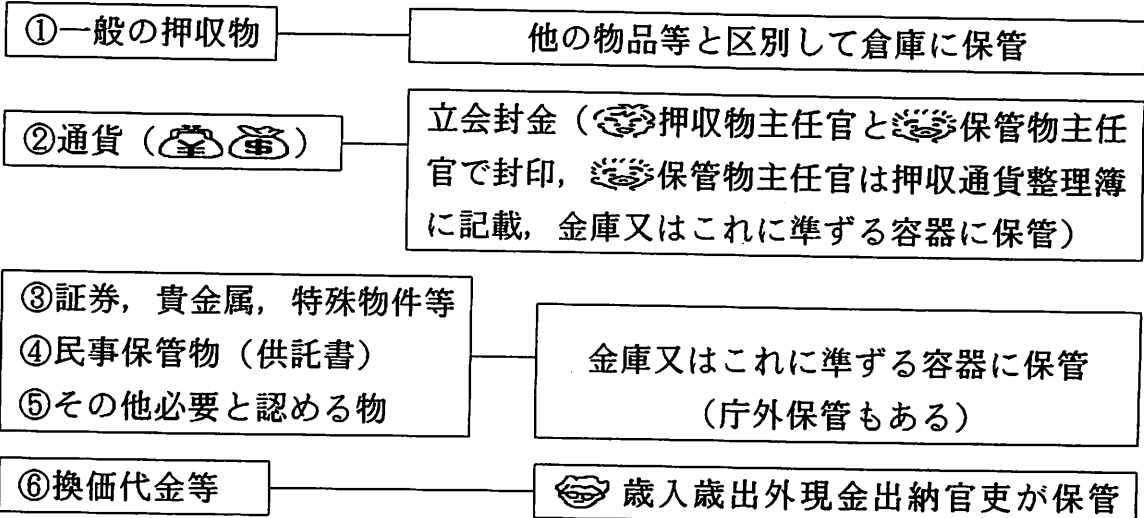 ①一般の押収物
他の物品等と区別して倉庫に保管
②通貨（）
立会封金（押収物主任官と保管物主任
官で封印，保管物主任官は押収通貨整理簿
に記載，金庫又はこれに準ずる容器に保管）
③証券，貴金属，特殊物件等
④民事保管物（供託書）
⑤その他必要と認める物
金庫又はこれに準ずる容器に保管
（庁外保管もある）
⑥換価代金等
歳入歳出外現金出納官吏が保管